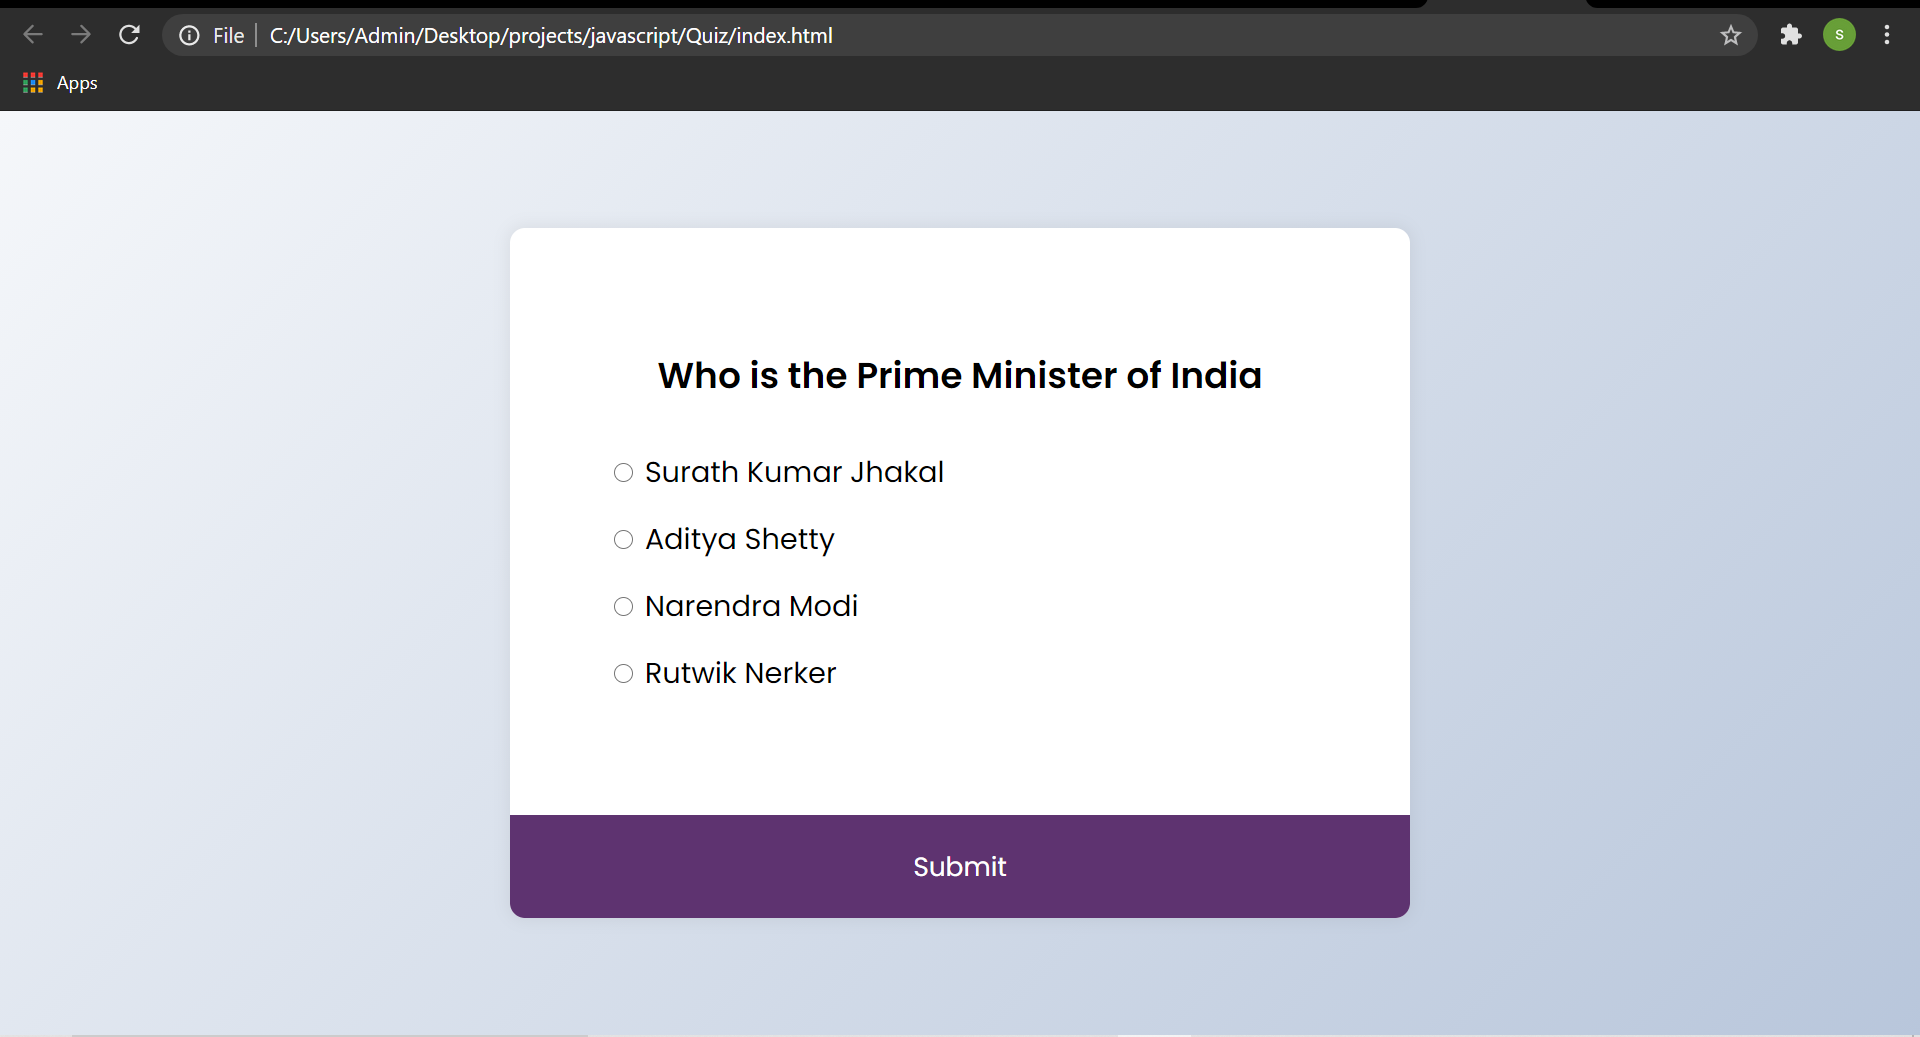 File C:/Users/Admin/Desktop/projects/javascript/Quiz/index.html
S
Apps
Who is the Prime Minister of India
Surath Kumar Jhakal
Aditya Shetty
Narendra Modi
Rutwik Nerker
Submit